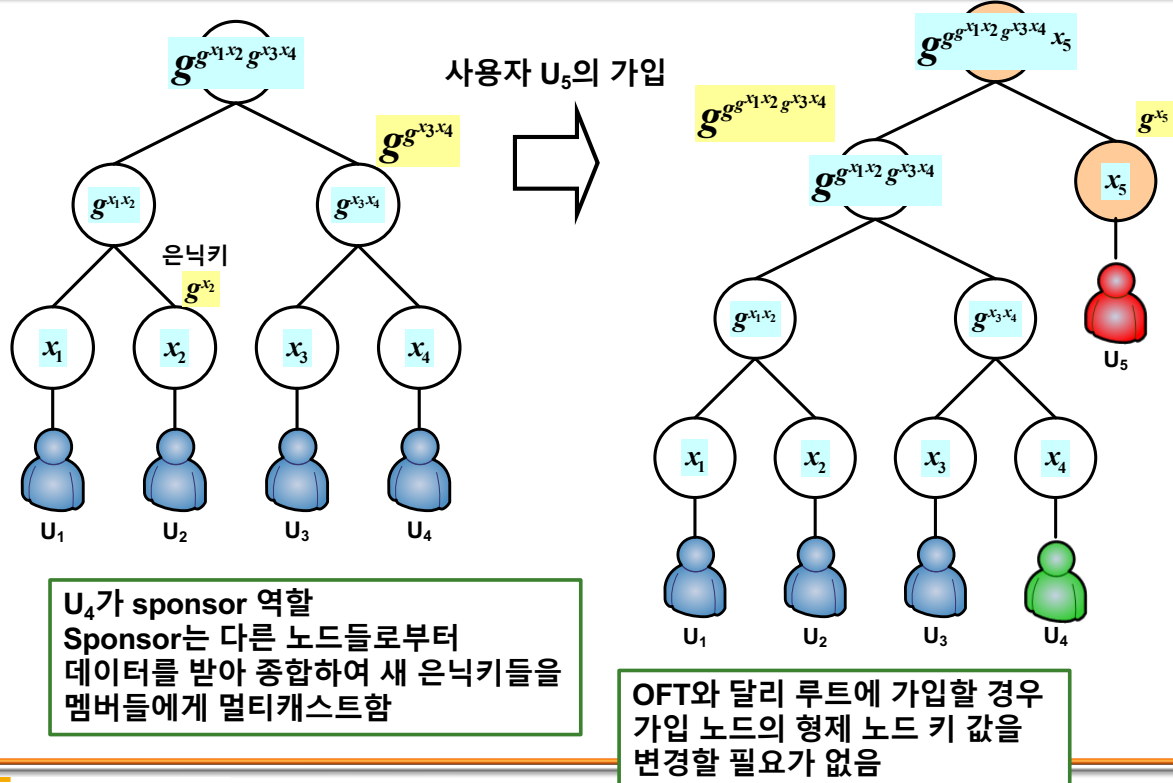 g^{g^{x₁x₂} g^{x₃x₄}}
사용자 U₅의 가입
g^{g^{g^{x₁x₂} g^{x₃x₄}} x₅}
g^{g^{x₃x₄}}
g^{g^{g^{x₁x₂} g^{x₃x₄}}}
g^{x₅}
g^{x₁x₂}
g^{x₃x₄}
g^{g^{x₁x₂} g^{x₃x₄}}
x₅
은닉키
g^{x₂}
x₁
x₂
x₃
x₄
g^{x₁x₂}
g^{x₃x₄}
U₅
x₁
x₂
x₃
x₄
U₁
U₂
U₃
U₄
U₁
U₂
U₃
U₄
U₄가 sponsor 역할
Sponsor는 다른 노드들로부터
데이터를 받아 종합하여 새 은닉키들을
멤버들에게 멀티캐스트함
OFT와 달리 루트에 가입할 경우
가입 노드의 형제 노드 키 값을
변경할 필요가 없음